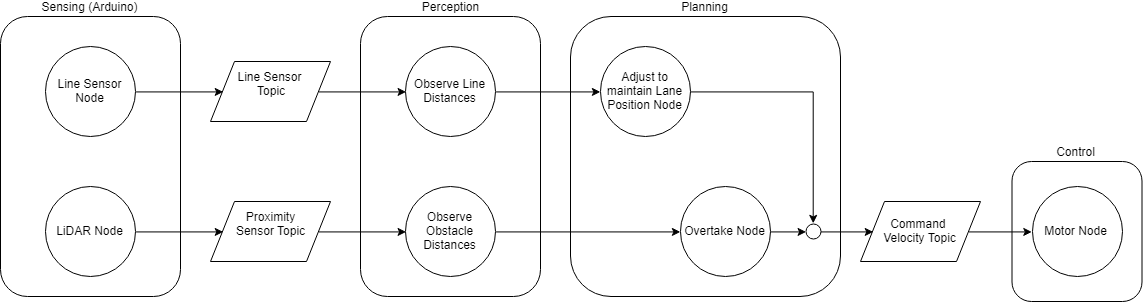 Sensing (Arduino)
Perception
Planning
Line Sensor
Node
Line Sensor
Topic
Observe Line
Distances
Adjust to
maintain Lane
Position Node
Control
LiDAR Node
Proximity
Sensor Topic
Observe
Obstacle
Distances
Overtake Node
Command
Velocity Topic
Motor Node